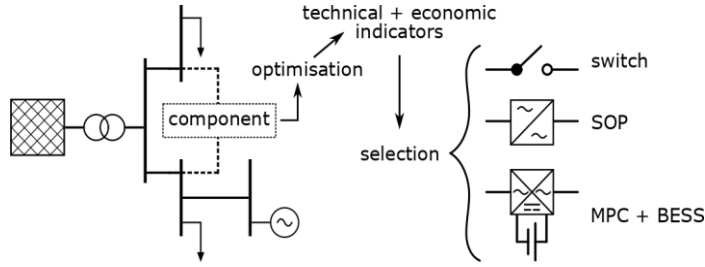 technical + economic
indicators
optimisation
component
selection
switch
SOP
MPC + BESS